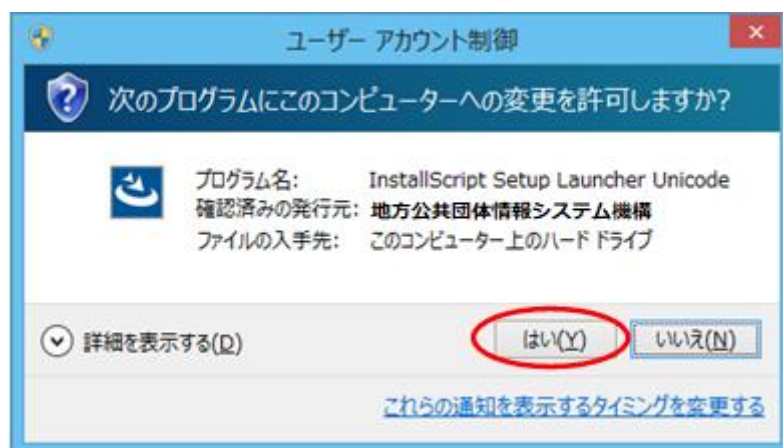 ユーザー アカウント制御
次のプログラムにこのコンピューターへの変更を許可しますか?
プログラム名: InstallScript Setup Launcher Unicode
確認済みの発行元: 地方公共団体情報システム機構
ファイルの入手先: このコンピューター上のハード ドライブ
詳細を表示する(D) はい(Y) いいえ(N)
これらの通知を表示するタイミングを変更する